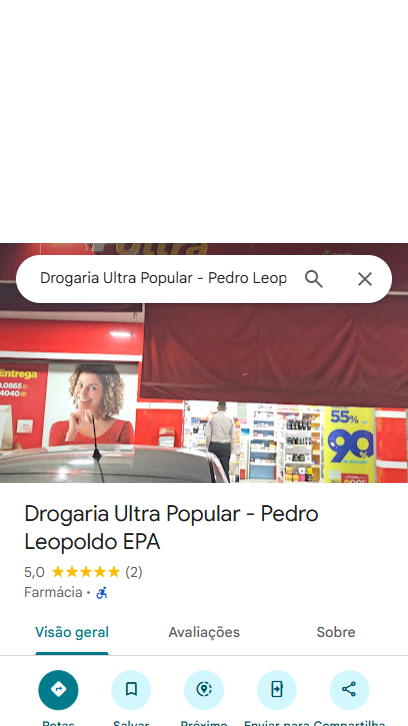 Ultra
Drogaria Ultra Popular - Pedro Leop
Entrega
.0865
4040
55%
90%
Drogaria Ultra Popular - Pedro
Leopoldo EPA
5,0 (2)
Farmácia ·
Visão geral Avaliações Sobre
Rotas Salvar Próximo Enviar para Compartilha